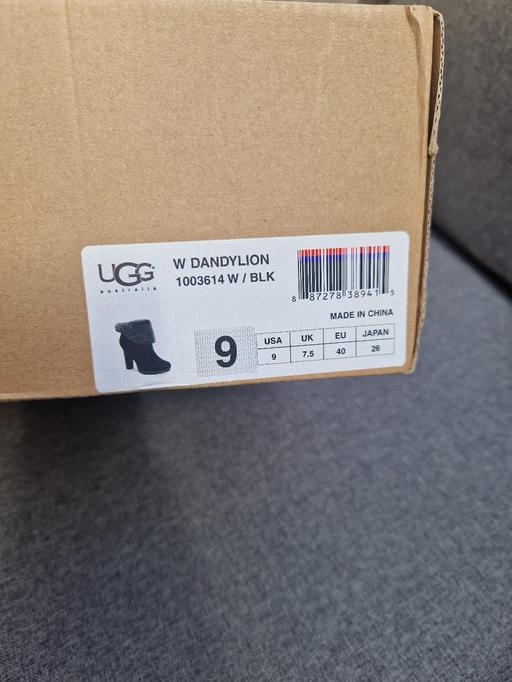 UGG
australia
W DANDYLION
1003614 W / BLK
8 87278 38941 5
MADE IN CHINA
9
USA UK EU JAPAN
9 7.5 40 26